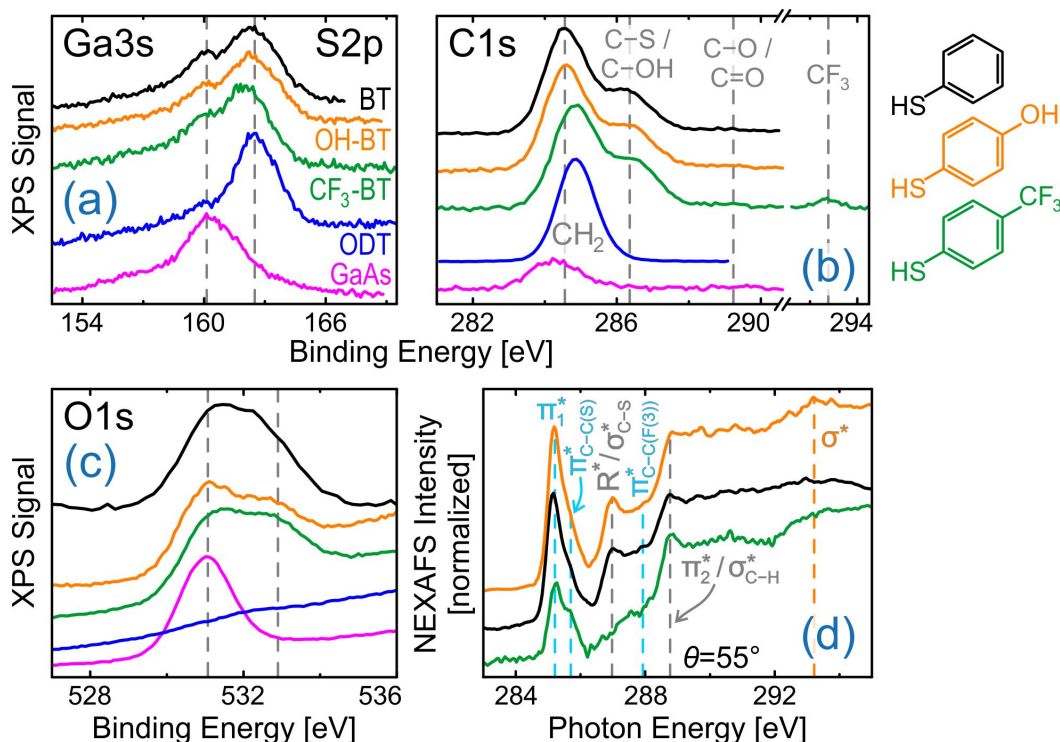 Ga3s
S2p
BT
OH-BT
CF₃-BT
ODT
GaAs
(a)
XPS Signal
154
160
166
C1s
C–S /
C–OH
C–O /
C=O
CF₃
CH₂
(b)
282
286
290
294
Binding Energy [eV]
HS
HS
OH
HS
CF₃
O1s
(c)
XPS Signal
528
532
536
Binding Energy [eV]
NEXAFS Intensity
[normalized]
π₁*
π*C–C(S)
R*/σ*C–S
π*C–C(F(3))
σ*
π₂*/σ*C–H
θ=55°
(d)
284
288
292
Photon Energy [eV]